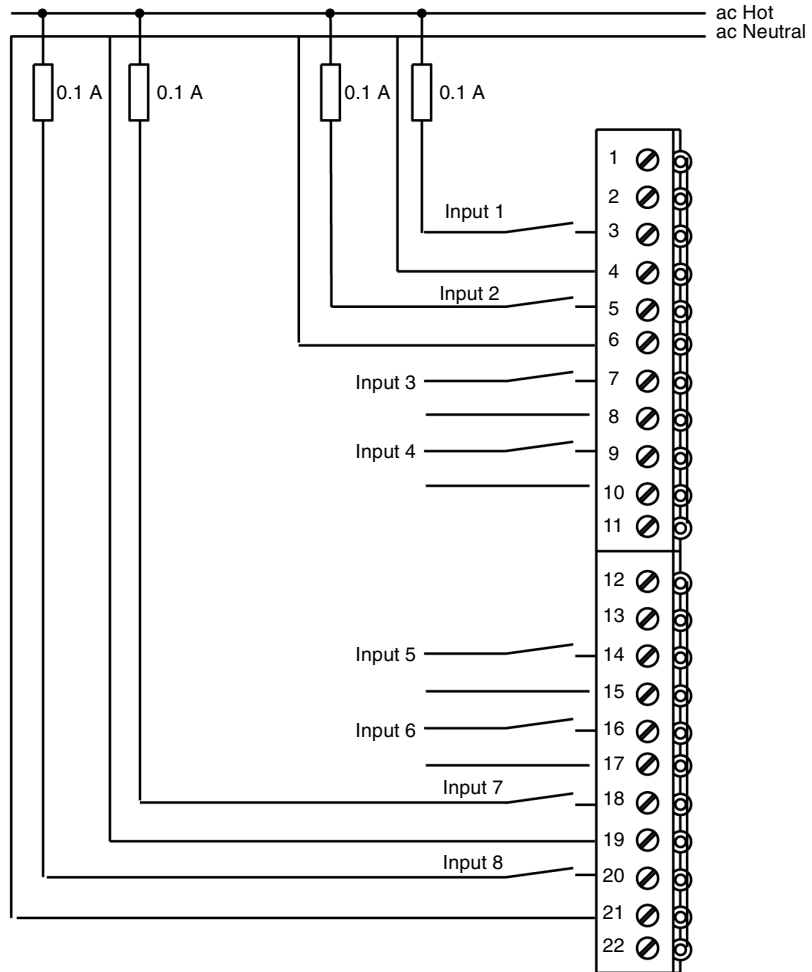 ac Hot
ac Neutral
0.1 A
0.1 A
0.1 A
0.1 A
1
2
Input 1
3
4
Input 2
5
6
Input 3
7
8
Input 4
9
10
11
12
13
Input 5
14
15
Input 6
16
17
Input 7
18
19
Input 8
20
21
22